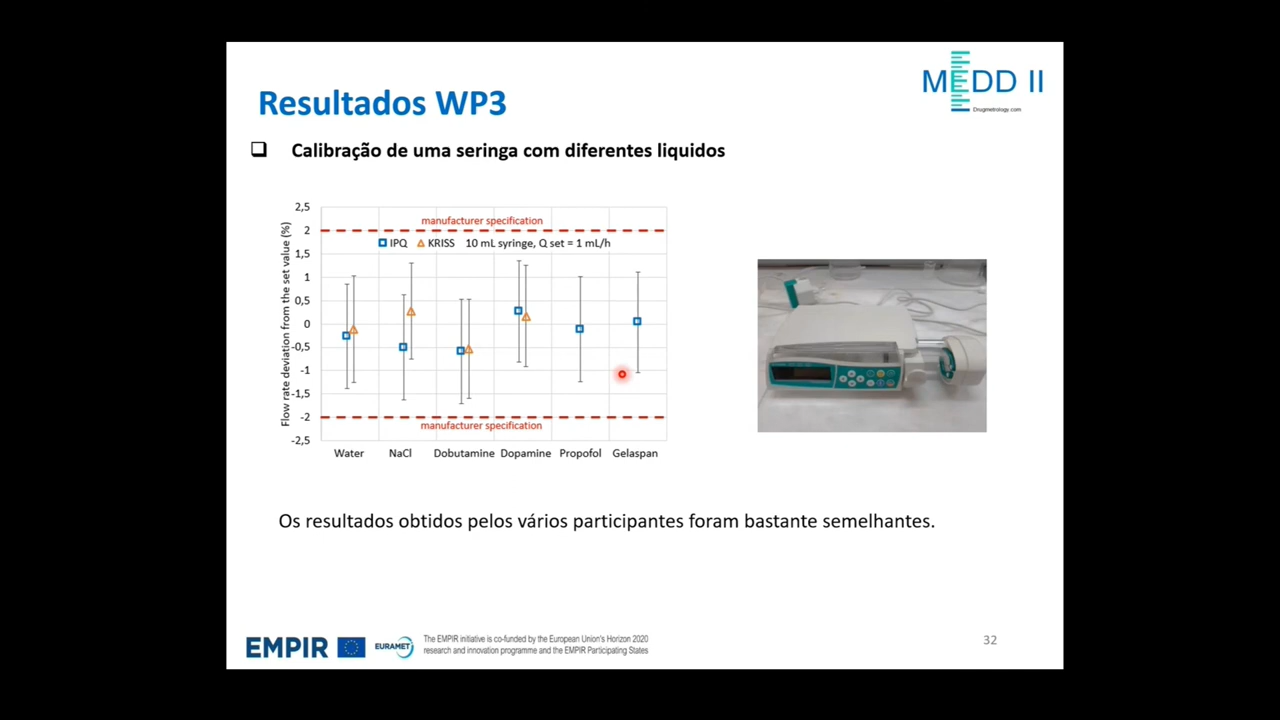 MEDD II
Drugmetrology.com
Resultados WP3
Calibração de uma seringa com diferentes liquidos
Flow rate deviation from the set value (%)
2,5
2
1,5
1
0,5
0
-0,5
-1
-1,5
-2
-2,5
manufacturer specification
IPQ KRISS 10 mL syringe, Q set = 1 mL/h
manufacturer specification
Water NaCl Dobutamine Dopamine Propofol Gelaspan
Os resultados obtidos pelos vários participantes foram bastante semelhantes.
EMPIR EURAMET
The EMPIR initiative is co-funded by the European Union's Horizon 2020
research and innovation programme and the EMPIR Participating States
32